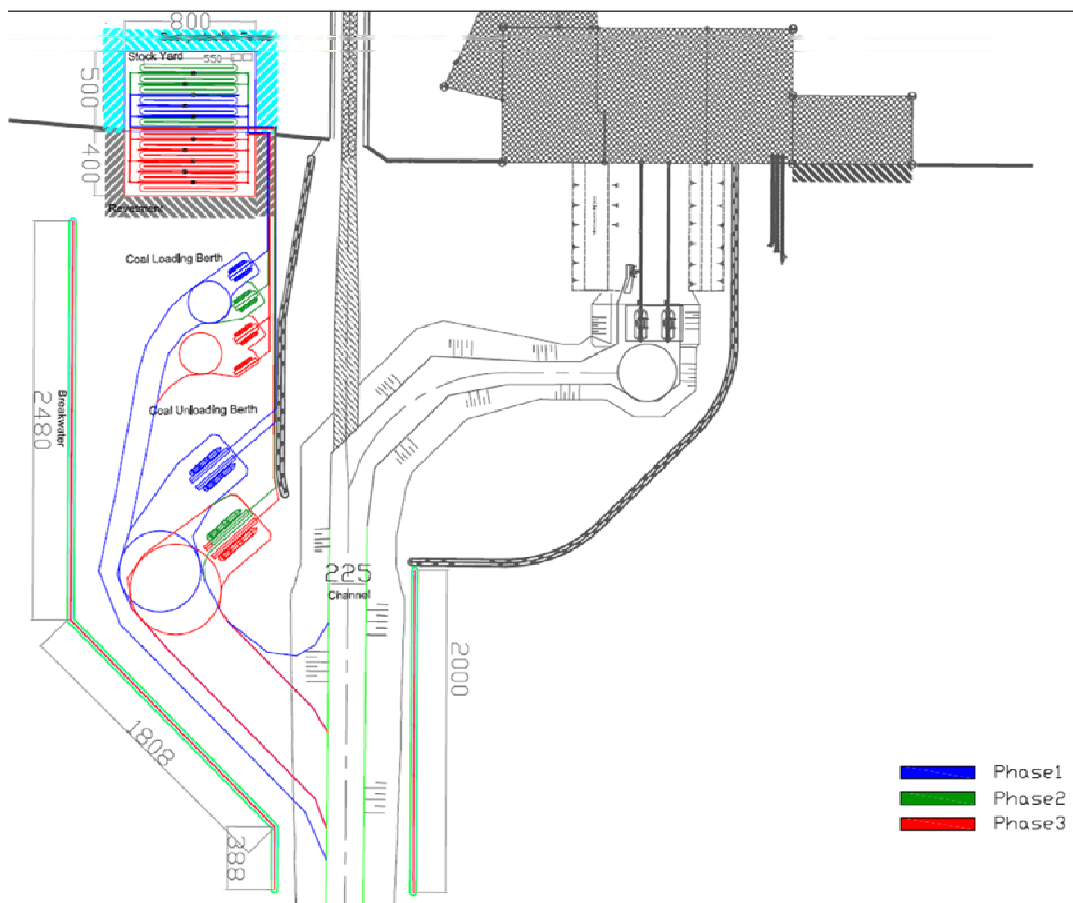 800
Stock Yard
550
500
400
Revetment
Coal Loading Berth
Breakwater
2480
Coal Unloading Berth
225
Channel
2000
1808
388
Phase1
Phase2
Phase3